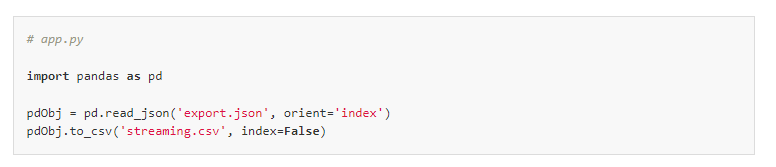 # app.py
import pandas as pd
pdObj = pd.read_json('export.json', orient='index')
pdObj.to_csv('streaming.csv', index=False)